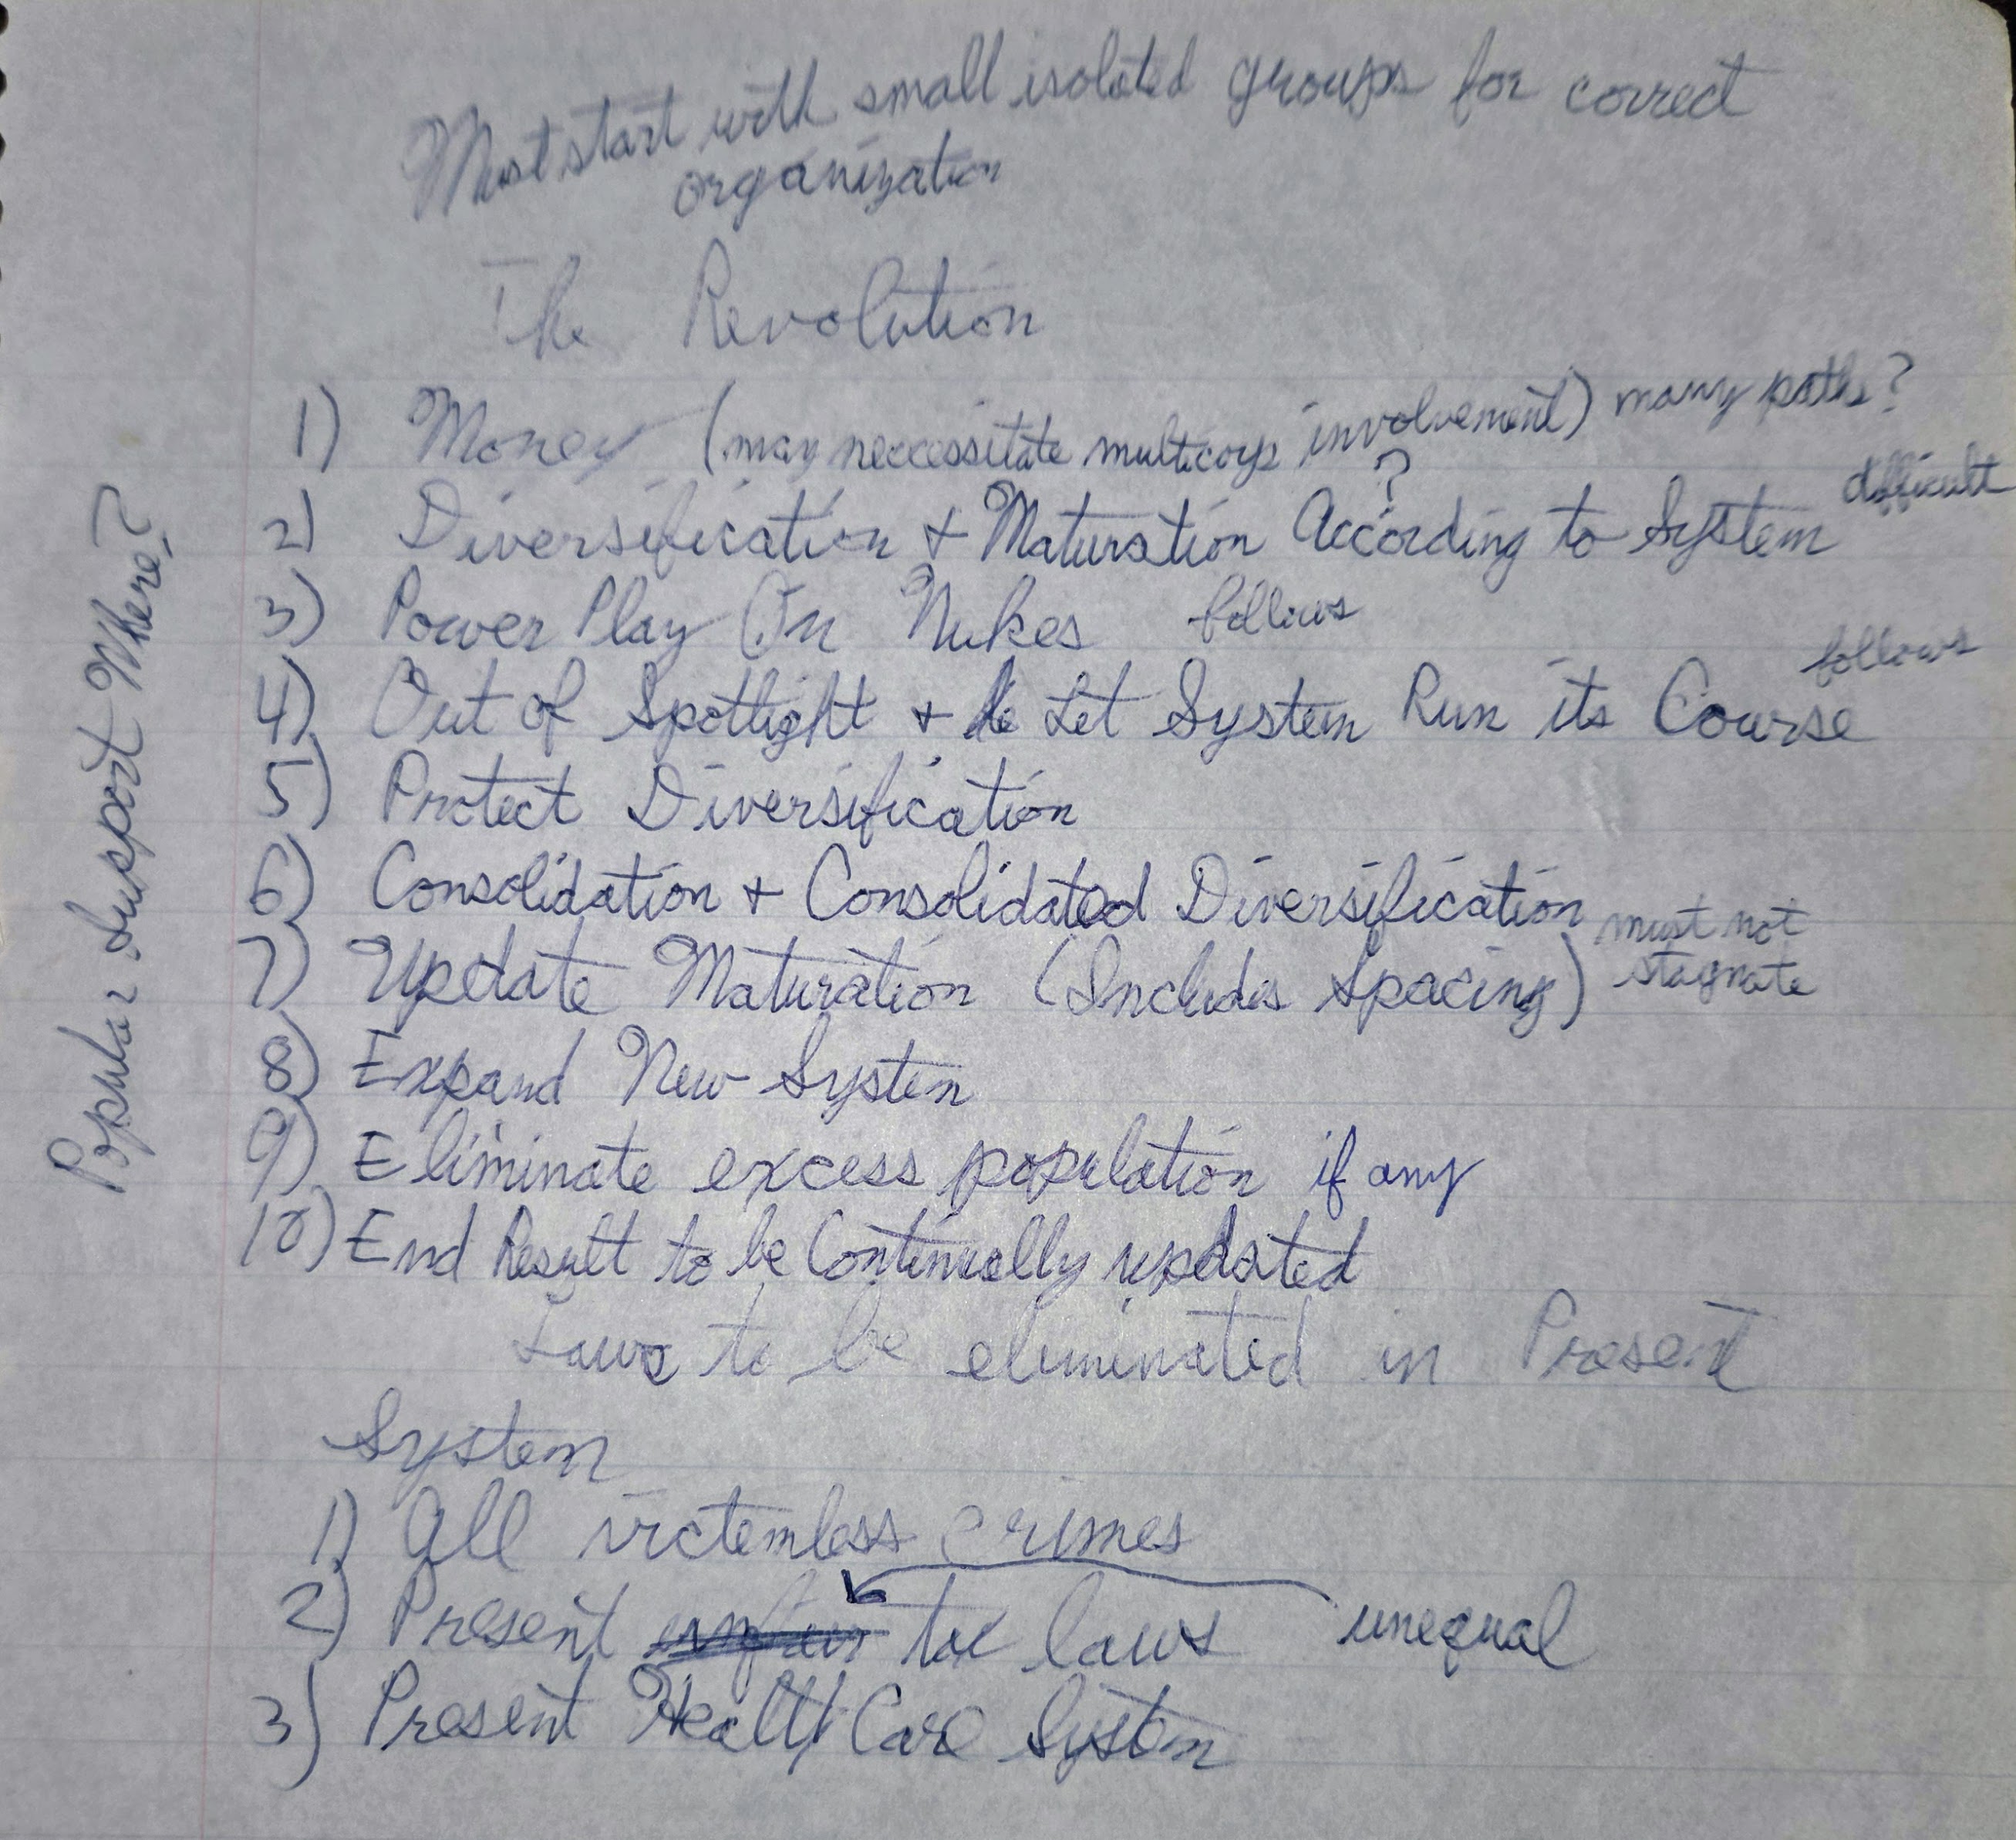 Must start with small isolated groups for correct
organization
The Revolution
1) Money (may neccessitate multicorp involvement) many paths?
2) Diversification + Maturation According to System difficult
?
3) Power Play On Nukes follows
4) Out of Spotlight + Let System Run its Course follows
5) Protect Diversification
6) Consolidation + Consolidated Diversification
7) Update Maturation (Includes Spacing) must not
stagnate
8) Expand New System
9) Eliminate excess population if any
10) End Result to be Continually updated
Laws to be eliminated in Present
System
1) All victemless crimes
2) Present unfair tax laws unequal
3) Present Health Care System
Popular Support Where?